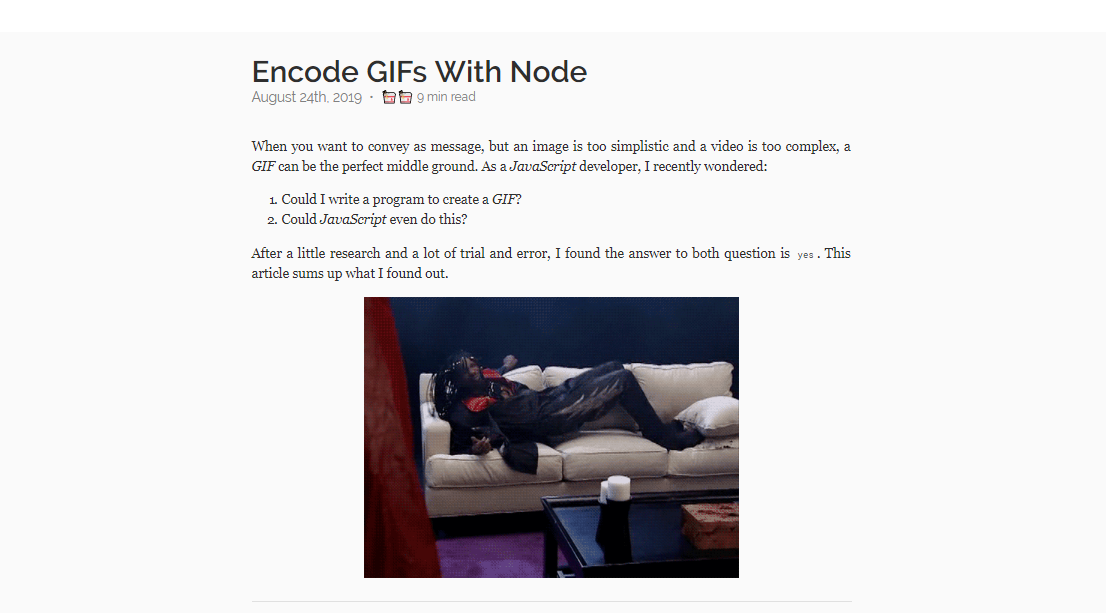 Encode GIFs With Node
August 24th, 2019 • 9 min read
When you want to convey as message, but an image is too simplistic and a video is too complex, a
GIF can be the perfect middle ground. As a JavaScript developer, I recently wondered:
1. Could I write a program to create a GIF?
2. Could JavaScript even do this?
After a little research and a lot of trial and error, I found the answer to both question is yes. This
article sums up what I found out.